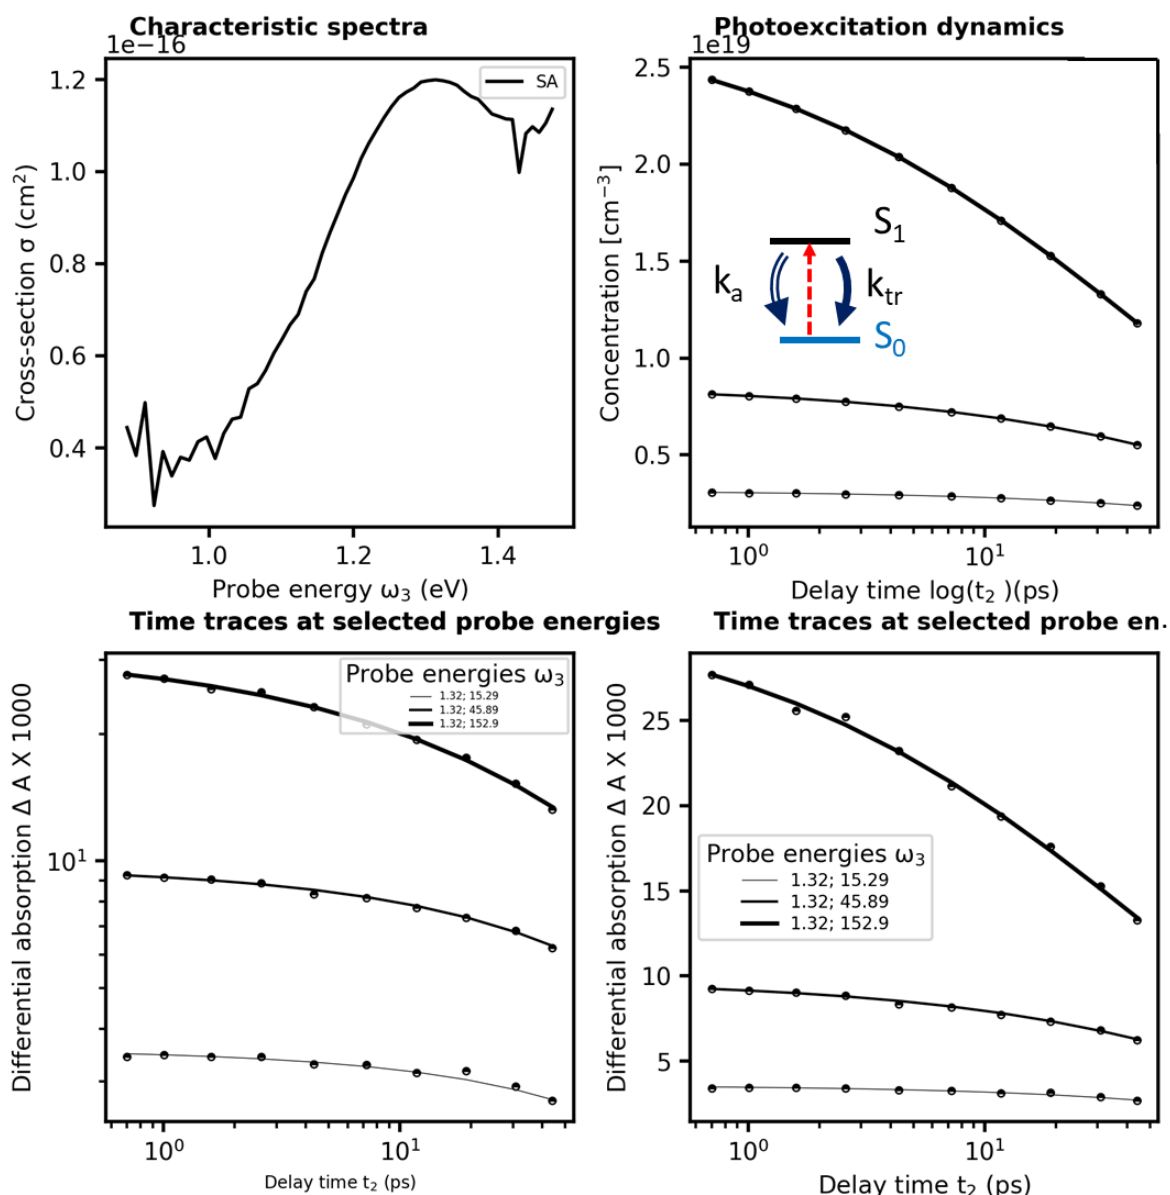 Characteristic spectra
1e−16
1.2
1.0
0.8
0.6
0.4
Cross-section σ (cm²)
SA
1.0
1.2
1.4
Probe energy ω₃ (eV)
Photoexcitation dynamics
1e19
2.5
2.0
1.5
1.0
0.5
Concentration [cm⁻³]
S₁
kₐ
kₜᵣ
S₀
10⁰
10¹
Delay time log(t₂ )(ps)
Time traces at selected probe energies
Differential absorption Δ A X 1000
10¹
Probe energies ω₃
1.32; 15.29
1.32; 45.89
1.32; 152.9
10⁰
10¹
Delay time t₂ (ps)
Time traces at selected probe en.
Differential absorption Δ A X 1000
25
20
15
10
5
Probe energies ω₃
1.32; 15.29
1.32; 45.89
1.32; 152.9
10⁰
10¹
Delay time t₂ (ps)